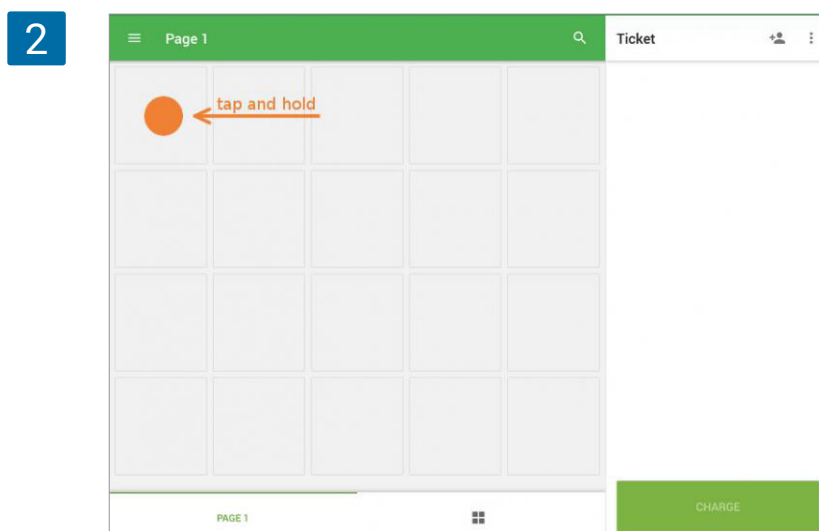 2
Page 1
Ticket
tap and hold
PAGE 1
CHARGE